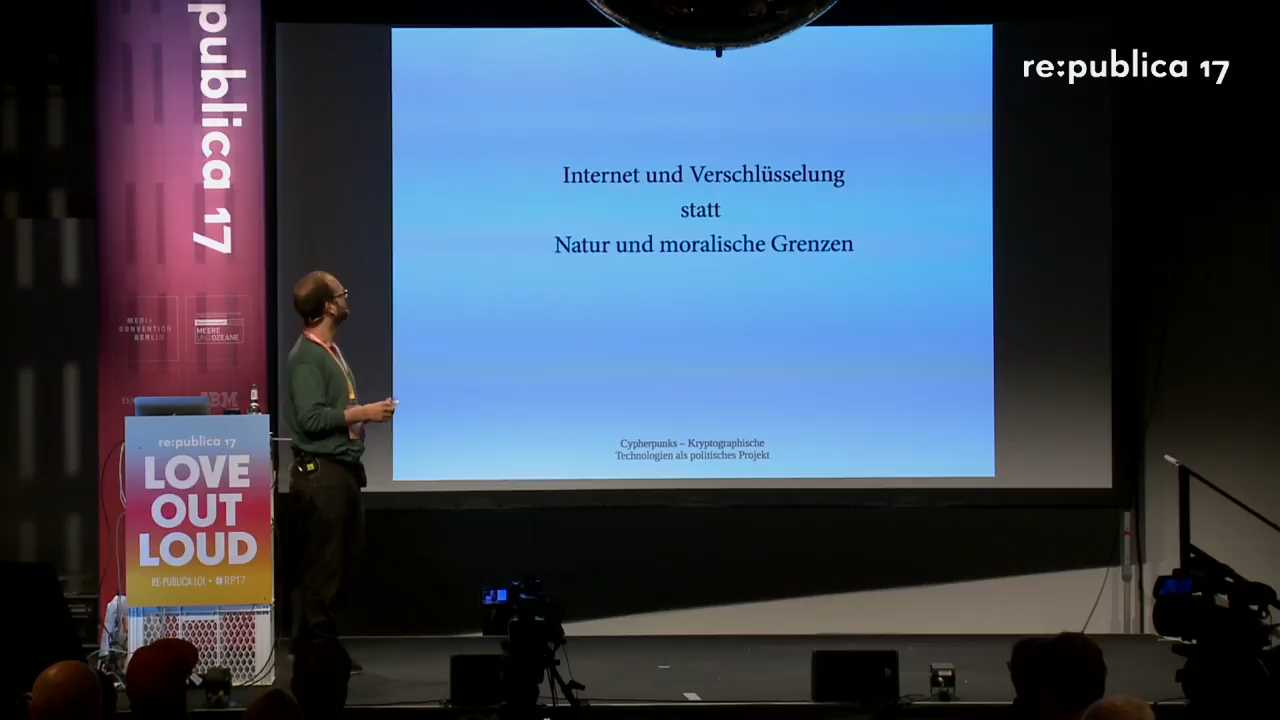 publica 17
re:publica 17
Internet und Verschlüsselung
statt
Natur und moralische Grenzen
Cypherpunks – Kryptographische
Technologien als politisches Projekt
MEDIA
CONVENTION
BERLIN
MEERE
UND OZEANE
IBM
re:publica 17
LOVE
OUT
LOUD
RE-PUBLICA.LOL • #RP17